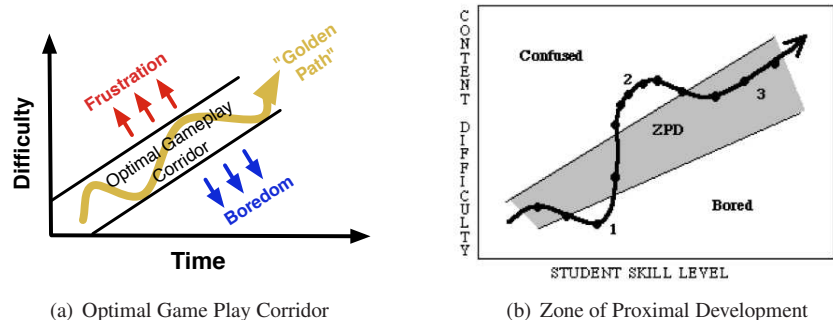 Difficulty
Frustration
"Golden
Path"
Optimal Gameplay
Corridor
Boredom
Time
(a) Optimal Game Play Corridor
CONTENT DIFFICULTY
Confused
2
ZPD
3
Bored
1
STUDENT SKILL LEVEL
(b) Zone of Proximal Development